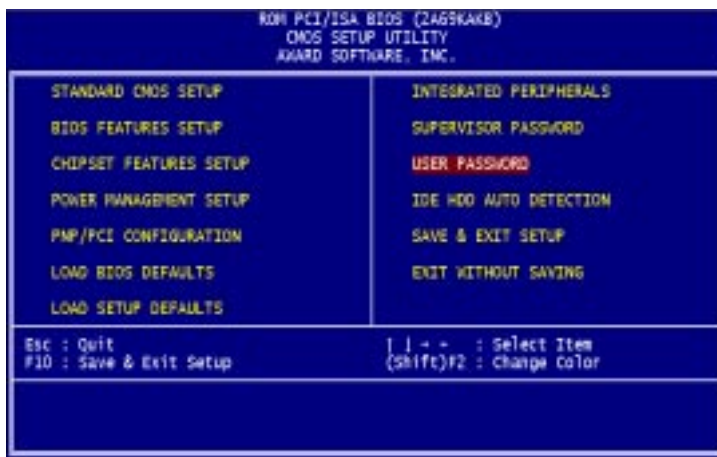 ROM PCI/ISA BIOS (2A69KAKB)
CMOS SETUP UTILITY
AWARD SOFTWARE, INC.
STANDARD CMOS SETUP
BIOS FEATURES SETUP
CHIPSET FEATURES SETUP
POWER MANAGEMENT SETUP
PNP/PCI CONFIGURATION
LOAD BIOS DEFAULTS
LOAD SETUP DEFAULTS
INTEGRATED PERIPHERALS
SUPERVISOR PASSWORD
USER PASSWORD
IDE HDD AUTO DETECTION
SAVE & EXIT SETUP
EXIT WITHOUT SAVING
Esc : Quit
F10 : Save & Exit Setup
: Select Item
(Shift)F2 : Change Color